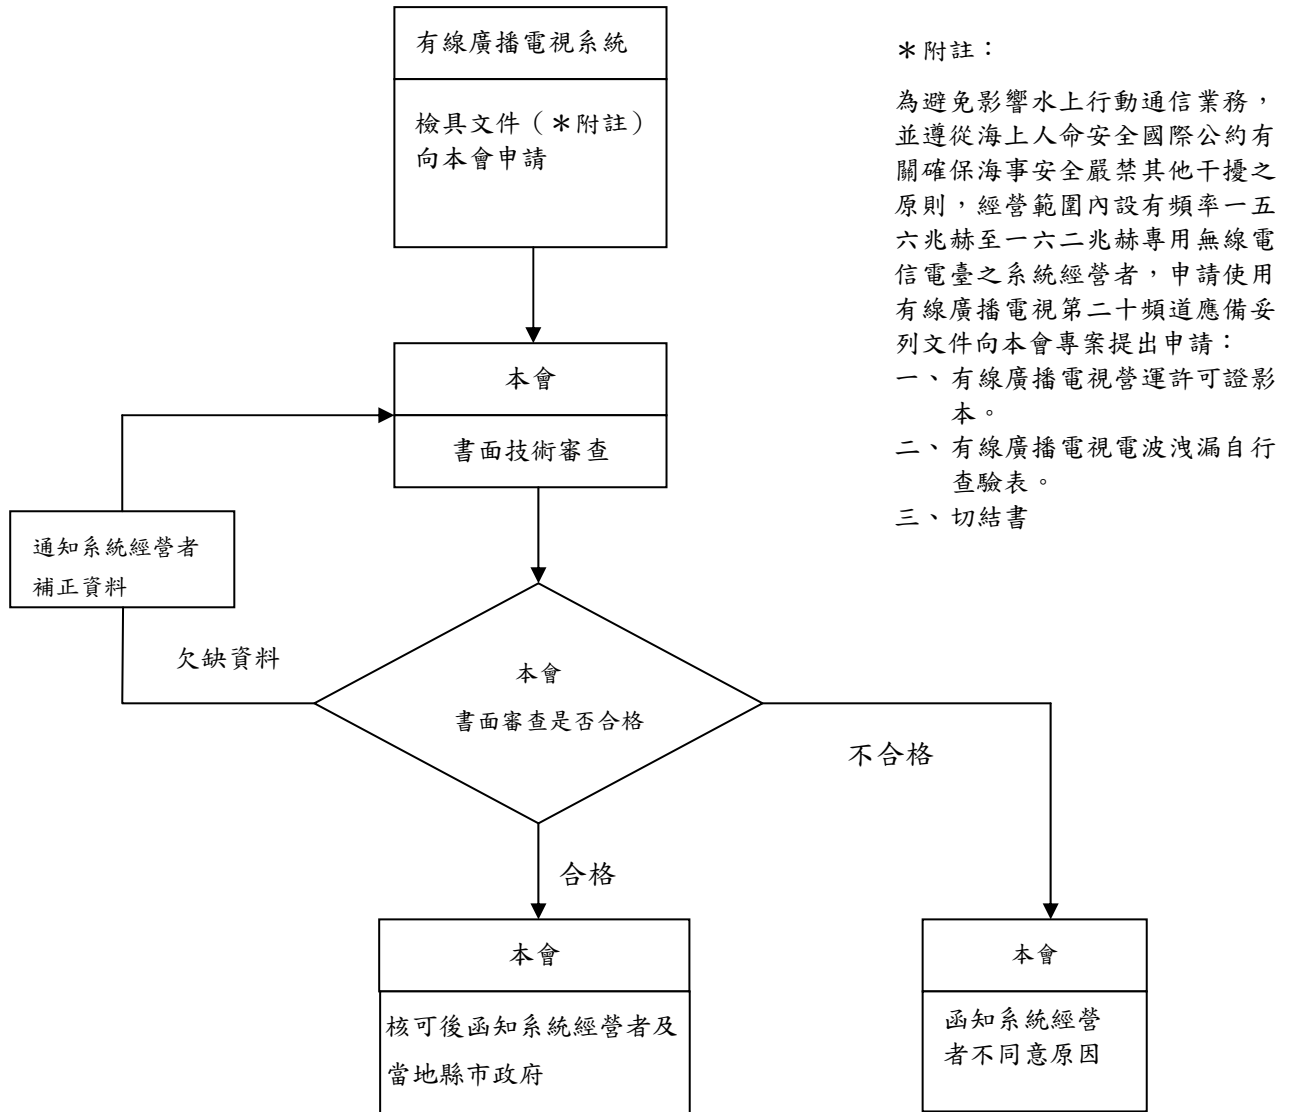 有線廣播電視系統
檢具文件（＊附註）
向本會申請
＊附註：
為避免影響水上行動通信業務，
並遵從海上人命安全國際公約有
關確保海事安全嚴禁其他干擾之
原則，經營範圍內設有頻率一五
六兆赫至一六二兆赫專用無線電
信電臺之系統經營者，申請使用
有線廣播電視第二十頻道應備妥
列文件向本會專案提出申請：
一、有線廣播電視營運許可證影
本。
二、有線廣播電視電波洩漏自行
查驗表。
三、切結書
本會
書面技術審查
通知系統經營者
補正資料
欠缺資料
本會
書面審查是否合格
不合格
合格
本會
核可後函知系統經營者及
當地縣市政府
本會
函知系統經營
者不同意原因